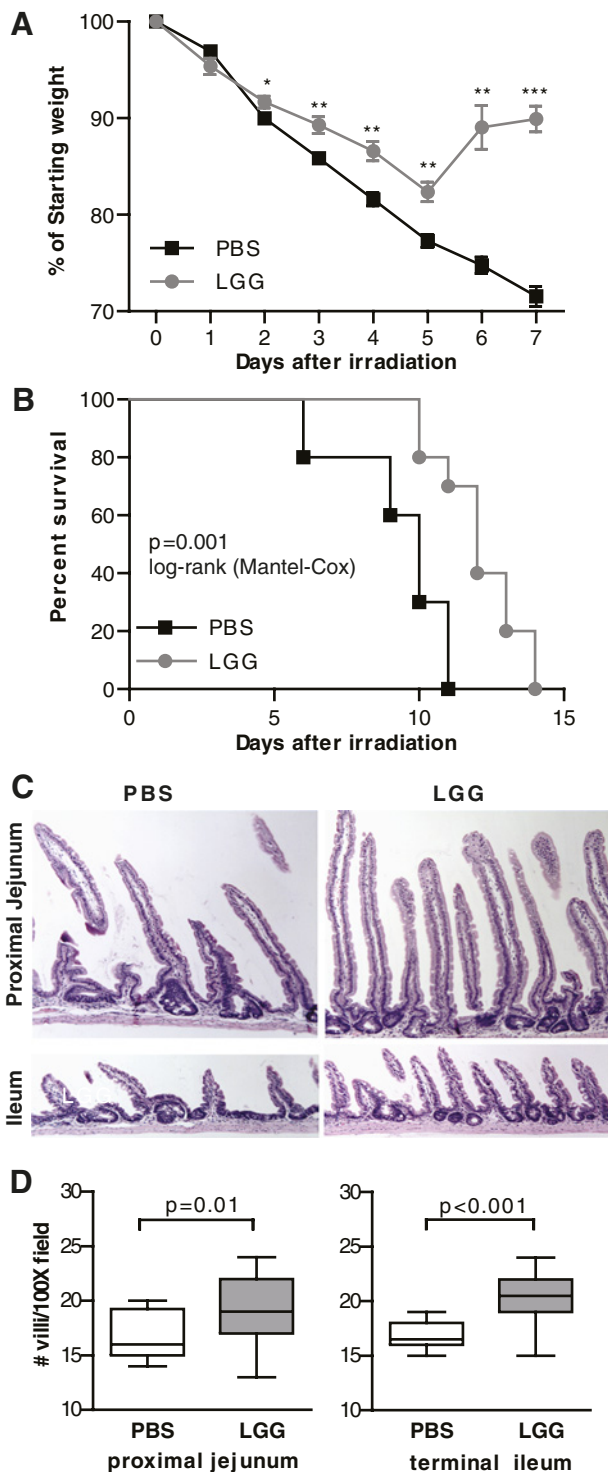 A
100
90
80
70
% of Starting weight
*
**
**
**
**
***
PBS
LGG
0 1 2 3 4 5 6 7
Days after irradiation
B
100
80
60
40
20
0
Percent survival
p=0.001
log-rank (Mantel-Cox)
PBS
LGG
0 5 10 15
Days after irradiation
C
PBS LGG
Proximal Jejunum
Ileum
L
D
30
25
20
15
10
# villi/100X field
p=0.01
PBS LGG
proximal jejunum
30
25
20
15
10
p<0.001
PBS LGG
terminal ileum